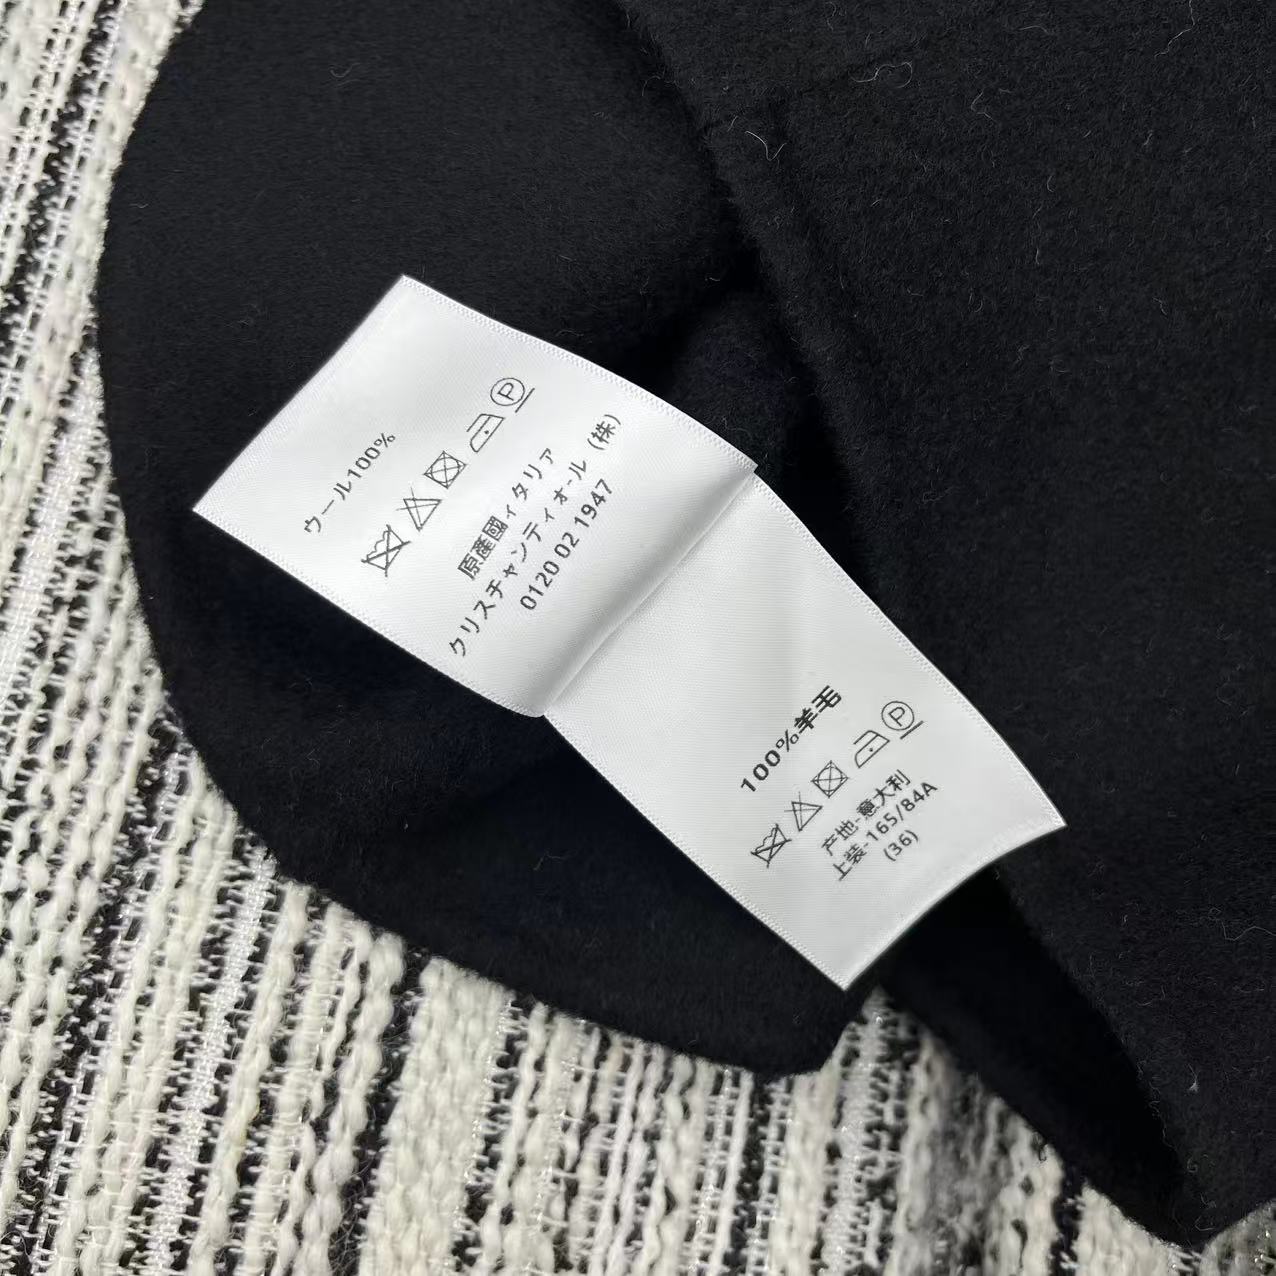 ウール100%
P
原産國イタリア
クリスチャンディオール (株)
0120 02 1947
100%羊毛
P
产地-意大利
上装-165/84A
(36)